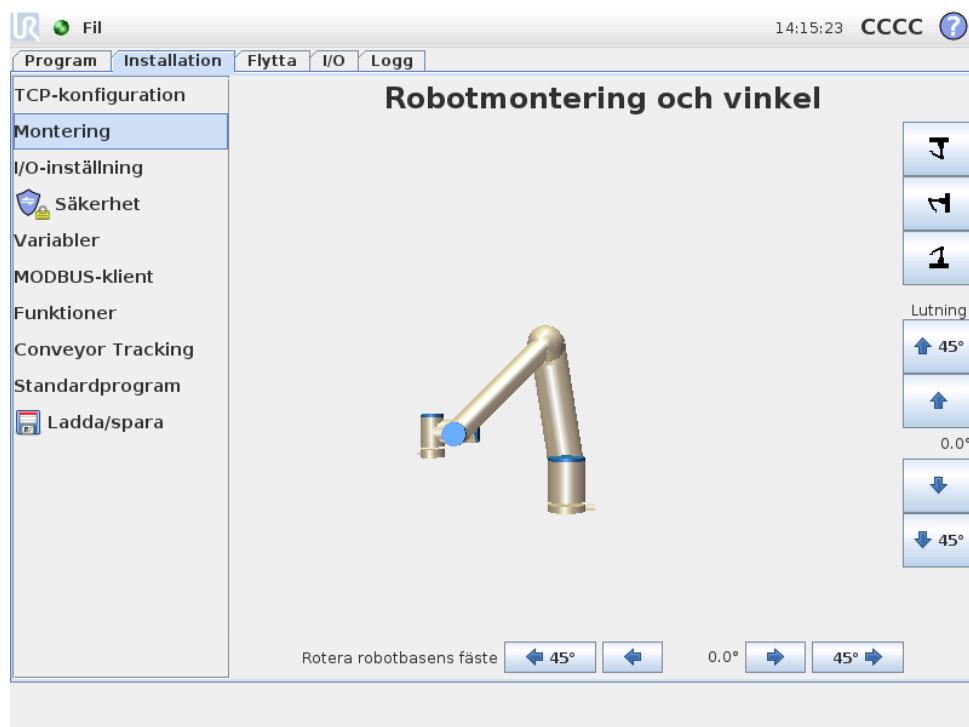 UR Fil 14:15:23 CCCC ?
Program Installation Flytta I/O Logg
TCP-konfiguration
Montering
I/O-inställning
Säkerhet
Variabler
MODBUS-klient
Funktioner
Conveyor Tracking
Standardprogram
Ladda/spara
Robotmontering och vinkel
Lutning
45°
0.0°
45°
Rotera robotbasens fäste 45° 0.0° 45°